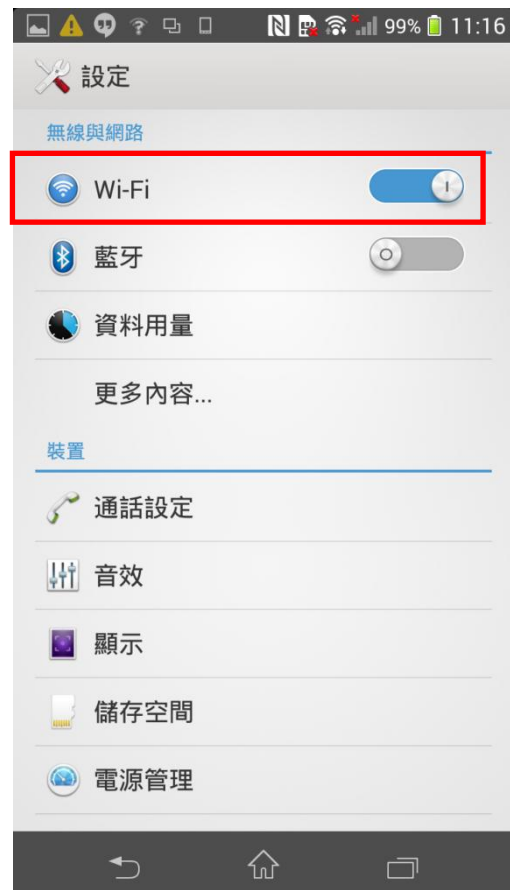 99% 11:16
設定
無線與網路
Wi-Fi
藍牙
資料用量
更多內容...
裝置
通話設定
音效
顯示
儲存空間
電源管理